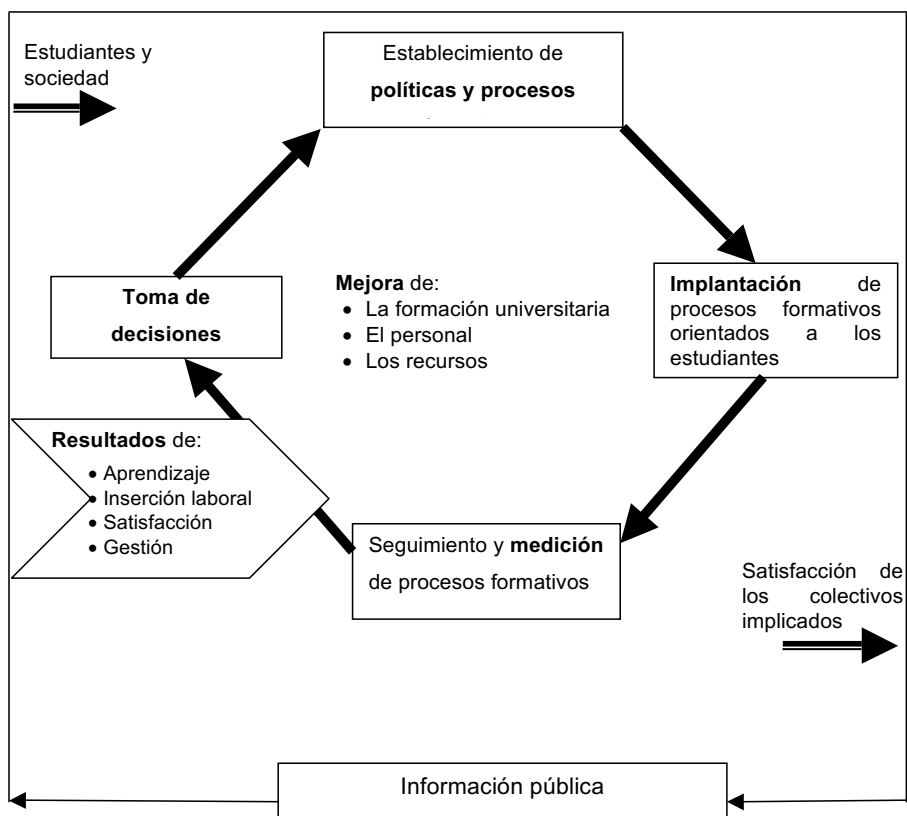 Estudiantes y
sociedad
Establecimiento de
políticas y procesos
Toma de
decisiones
Mejora de:
• La formación universitaria
• El personal
• Los recursos
Implantación de
procesos formativos
orientados a los
estudiantes
Resultados de:
• Aprendizaje
• Inserción laboral
• Satisfacción
• Gestión
Seguimiento y medición
de procesos formativos
Satisfacción de
los colectivos
implicados
Información pública